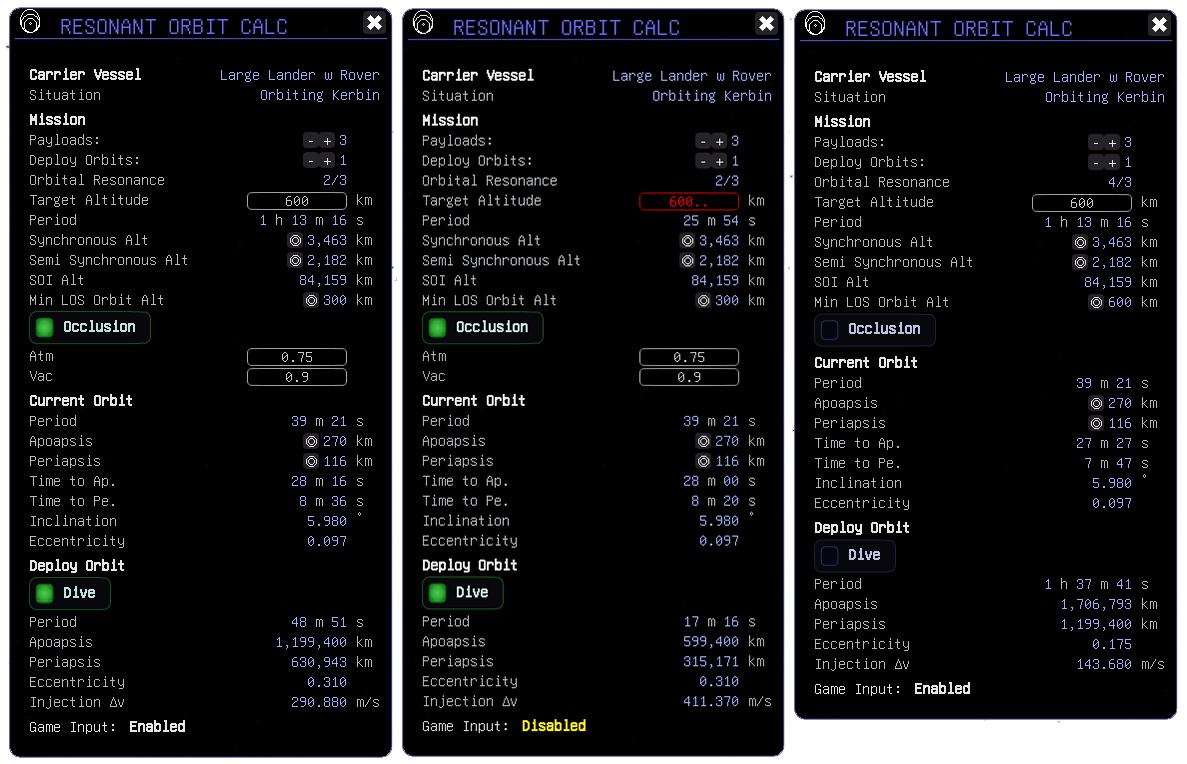 RESONANT ORBIT CALC
Carrier Vessel Large Lander w Rover
Situation Orbiting Kerbin
Mission
Payloads: - + 3
Deploy Orbits: - + 1
Orbital Resonance 2/3
Target Altitude 600 km
Period 1 h 13 m 16 s
Synchronous Alt 3,463 km
Semi Synchronous Alt 2,182 km
SOI Alt 84,159 km
Min LOS Orbit Alt 300 km
Occlusion
Atm 0.75
Vac 0.9
Current Orbit
Period 39 m 21 s
Apoapsis 270 km
Periapsis 116 km
Time to Ap. 28 m 16 s
Time to Pe. 8 m 36 s
Inclination 5.980 °
Eccentricity 0.097
Deploy Orbit
Dive
Period 48 m 51 s
Apoapsis 1,199,400 km
Periapsis 630,943 km
Eccentricity 0.310
Injection Δv 290.880 m/s
Game Input: Enabled
RESONANT ORBIT CALC
Carrier Vessel Large Lander w Rover
Situation Orbiting Kerbin
Mission
Payloads: - + 3
Deploy Orbits: - + 1
Orbital Resonance 2/3
Target Altitude 600.. km
Period 25 m 54 s
Synchronous Alt 3,463 km
Semi Synchronous Alt 2,182 km
SOI Alt 84,159 km
Min LOS Orbit Alt 300 km
Occlusion
Atm 0.75
Vac 0.9
Current Orbit
Period 39 m 21 s
Apoapsis 270 km
Periapsis 116 km
Time to Ap. 28 m 00 s
Time to Pe. 8 m 20 s
Inclination 5.980 °
Eccentricity 0.097
Deploy Orbit
Dive
Period 17 m 16 s
Apoapsis 599,400 km
Periapsis 315,171 km
Eccentricity 0.310
Injection Δv 411.370 m/s
Game Input: Disabled
RESONANT ORBIT CALC
Carrier Vessel Large Lander w Rover
Situation Orbiting Kerbin
Mission
Payloads: - + 3
Deploy Orbits: - + 1
Orbital Resonance 4/3
Target Altitude 600 km
Period 1 h 13 m 16 s
Synchronous Alt 3,463 km
Semi Synchronous Alt 2,182 km
SOI Alt 84,159 km
Min LOS Orbit Alt 600 km
Occlusion
Current Orbit
Period 39 m 21 s
Apoapsis 270 km
Periapsis 116 km
Time to Ap. 27 m 27 s
Time to Pe. 7 m 47 s
Inclination 5.980 °
Eccentricity 0.097
Deploy Orbit
Dive
Period 1 h 37 m 41 s
Apoapsis 1,706,793 km
Periapsis 1,199,400 km
Eccentricity 0.175
Injection Δv 143.680 m/s
Game Input: Enabled